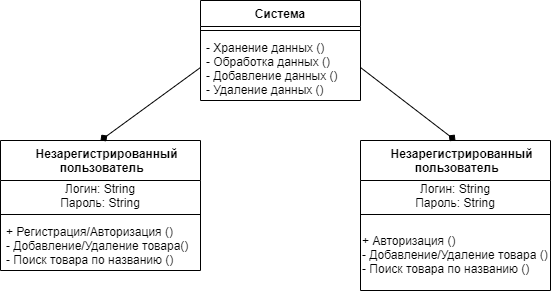 Система
- Хранение данных ()
- Обработка данных ()
- Добавление данных ()
- Удаление данных ()
Незарегистрированный
пользователь
Логин: String
Пароль: String
+ Регистрация/Авторизация ()
- Добавление/Удаление товара()
- Поиск товара по названию ()
Незарегистрированный
пользователь
Логин: String
Пароль: String
+ Авторизация ()
- Добавление/Удаление товара ()
- Поиск товара по названию ()